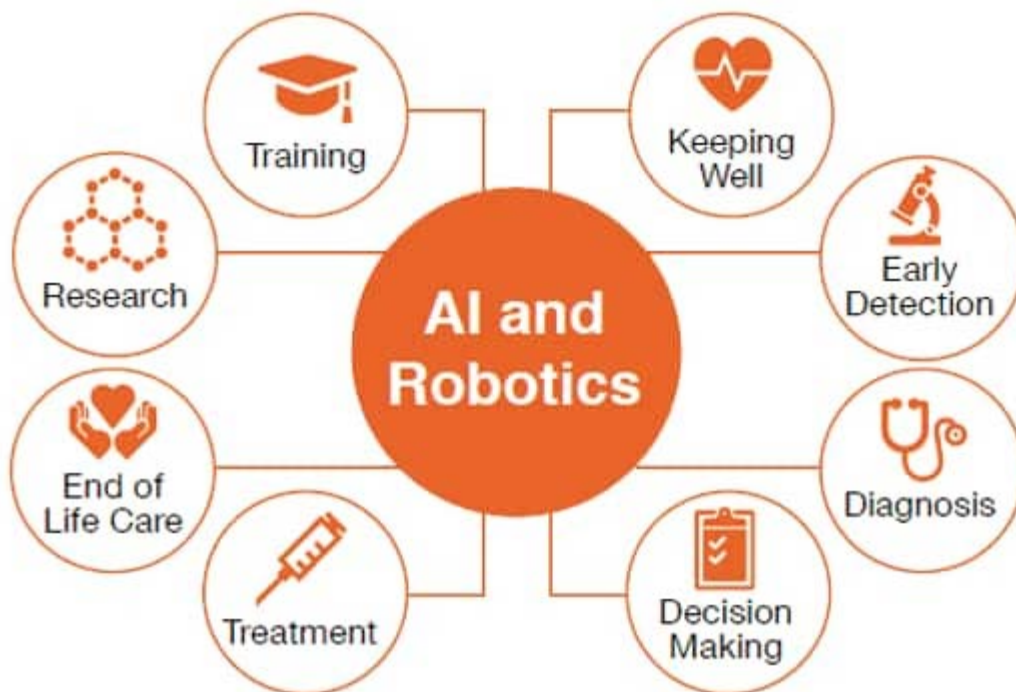 AI and
Robotics
Keeping
Well
Early
Detection
Diagnosis
Decision
Making
Treatment
End of
Life Care
Research
Training